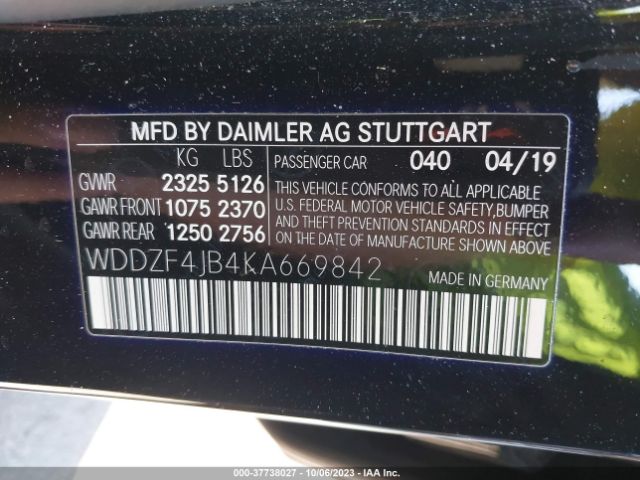 MFD BY DAIMLER AG STUTTGART
KG LBS PASSENGER CAR 040 04/19
GVWR 2325 5126
GAWR FRONT 1075 2370
GAWR REAR 1250 2756
THIS VEHICLE CONFORMS TO ALL APPLICABLE
U.S. FEDERAL MOTOR VEHICLE SAFETY,BUMPER
AND THEFT PREVENTION STANDARDS IN EFFECT
ON THE DATE OF MANUFACTURE SHOWN ABOVE.
WDDZF4JB4KA669842
MADE IN GERMANY
000-37738027 - 10/06/2023 - IAAI.COM